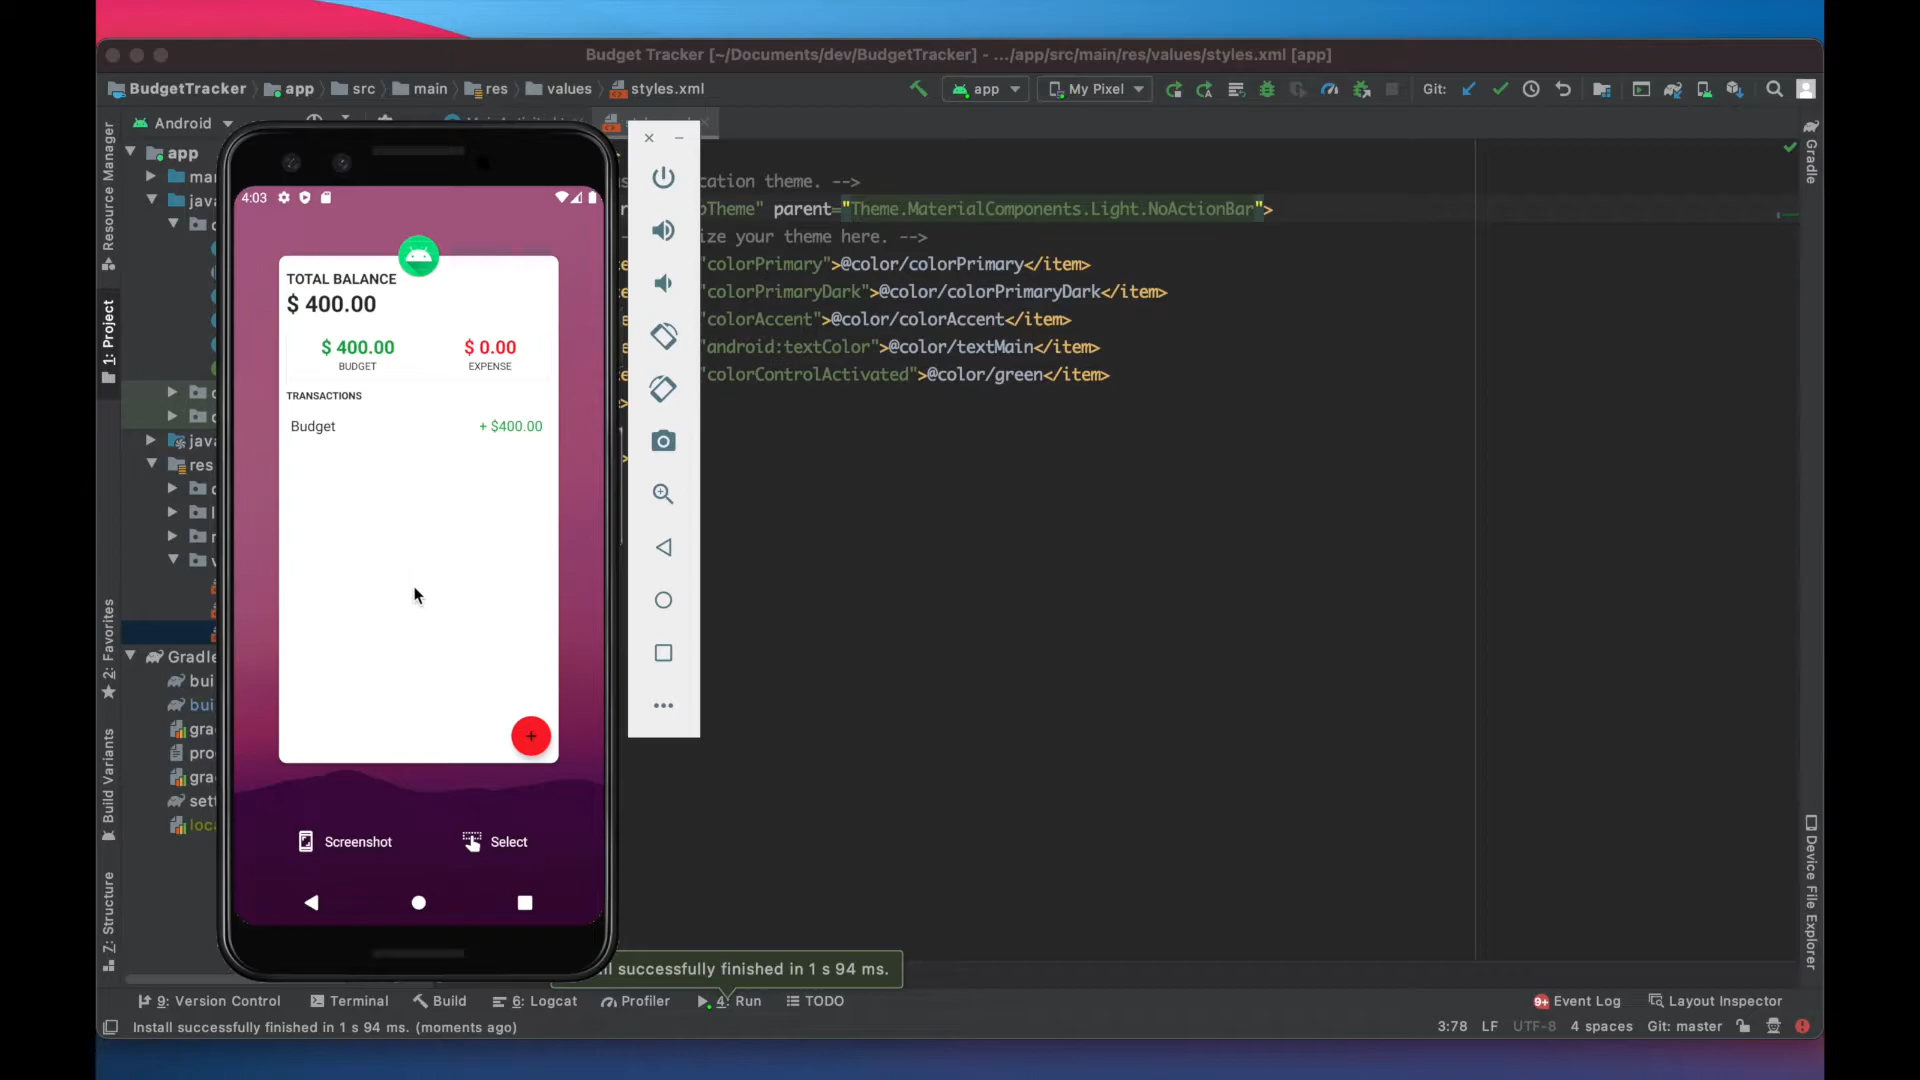 Budget Tracker [~/Documents/dev/BudgetTracker] - .../app/src/main/res/values/styles.xml [app]
BudgetTracker app src main res values styles.xml
app My Pixel Git:
Android
app
res
Gradle
Resource Manager
1: Project
2: Favorites
Build Variants
Z: Structure
4:03
TOTAL BALANCE
$ 400.00
$ 400.00 $ 0.00
BUDGET EXPENSE
TRANSACTIONS
Budget + $400.00
Screenshot Select
cation theme. -->
pTheme" parent="Theme.MaterialComponents.Light.NoActionBar">
ize your theme here. -->
"colorPrimary">@color/colorPrimary</item>
"colorPrimaryDark">@color/colorPrimaryDark</item>
"colorAccent">@color/colorAccent</item>
"android:textColor">@color/textMain</item>
"colorControlActivated">@color/green</item>
Gradle
Device File Explorer
successfully finished in 1 s 94 ms.
9: Version Control Terminal Build 6: Logcat Profiler 4: Run TODO 9+ Event Log Layout Inspector
Install successfully finished in 1 s 94 ms. (moments ago) 3:78 LF UTF-8 4 spaces Git: master